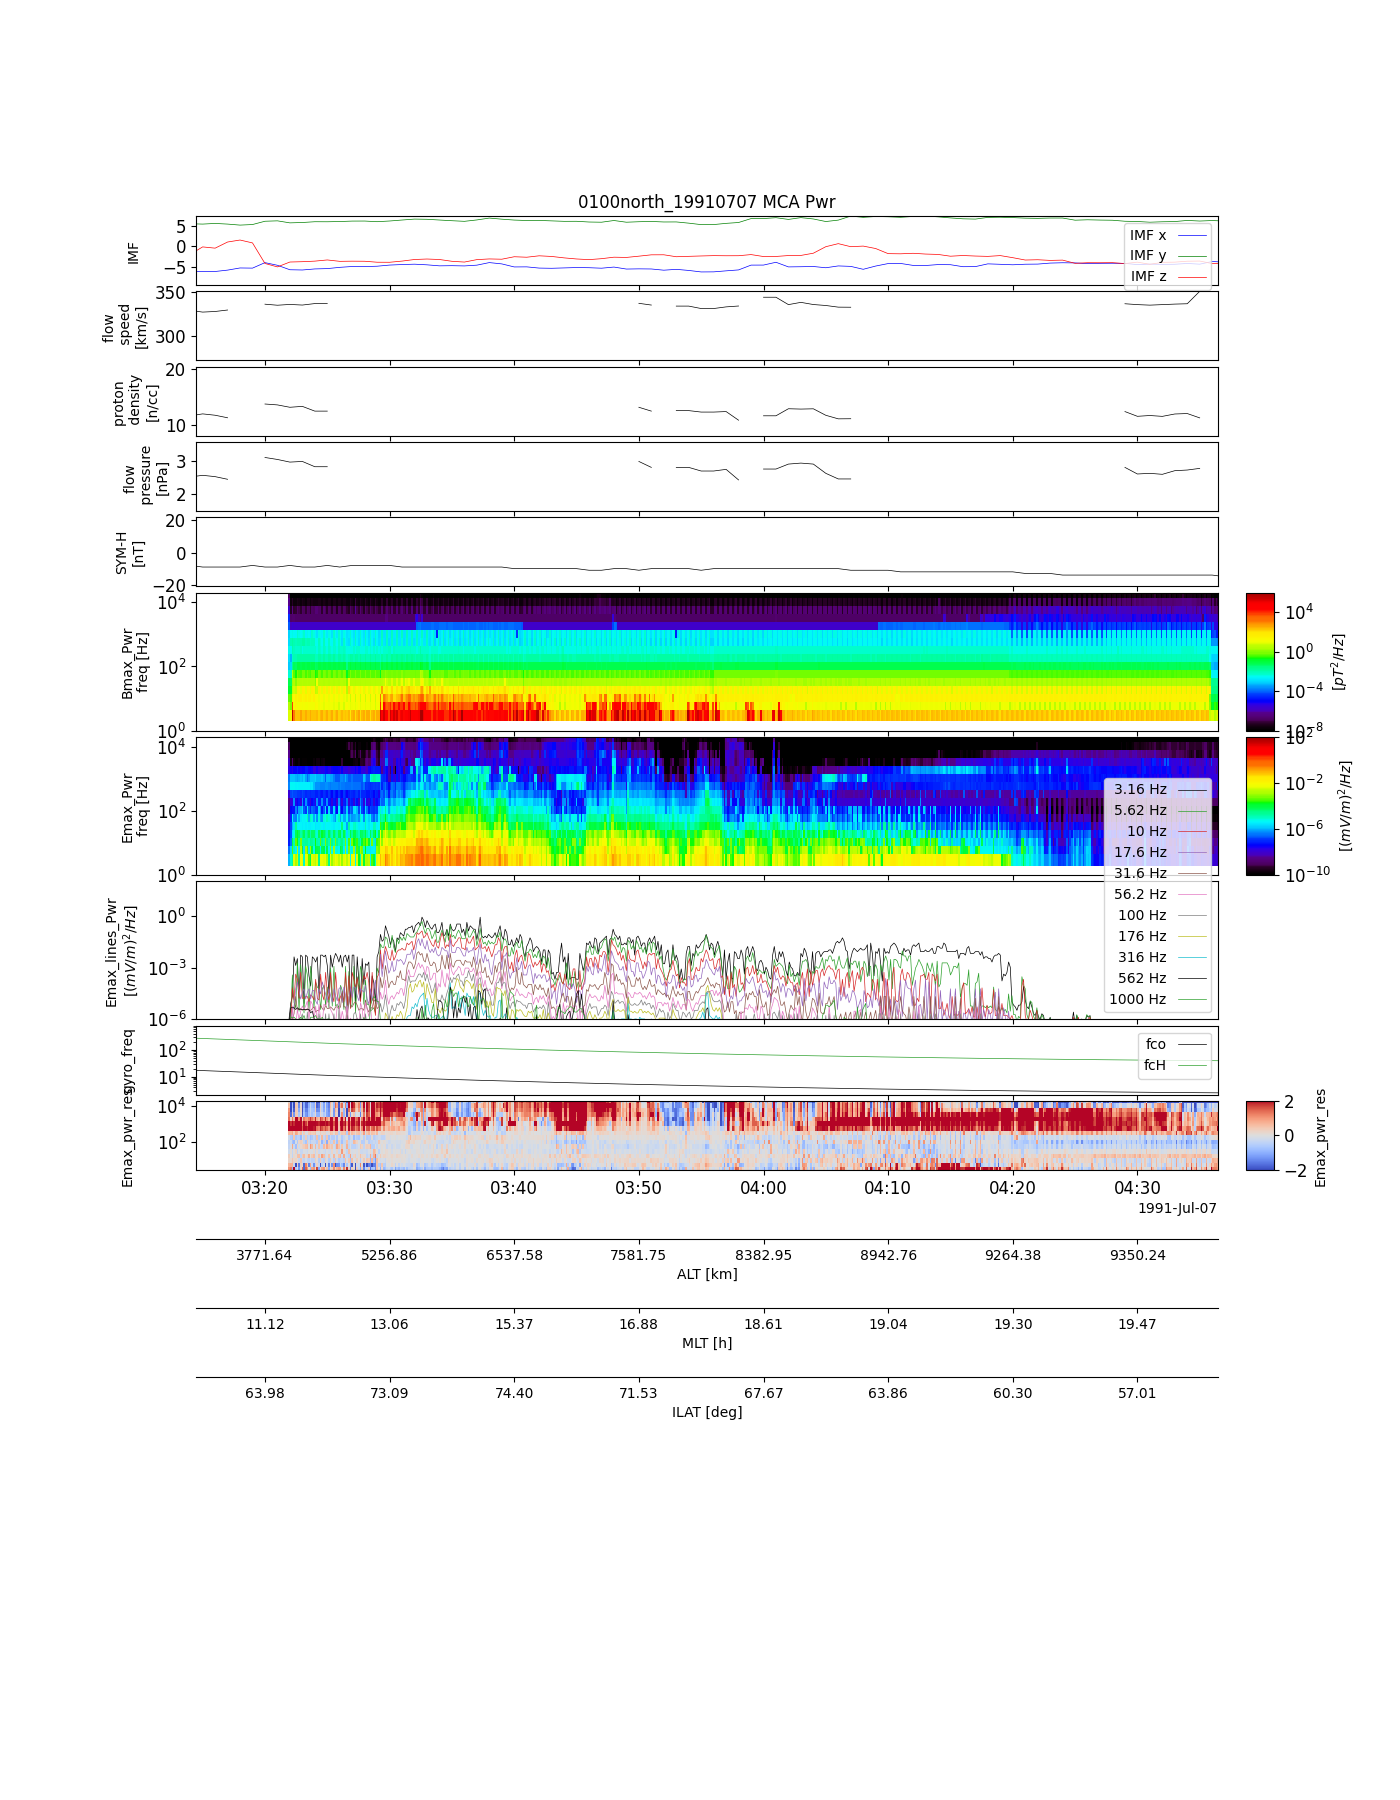 0100north_19910707 MCA Pwr
5
0
−5
IMF
IMF x
IMF y
IMF z
350
300
flow
speed
[km/s]
20
10
proton
density
[n/cc]
3
2
flow
pressure
[nPa]
20
0
−20
SYM-H
[nT]
10^4
10^2
10^0
Bmax_Pwr
freq [Hz]
10^4
10^0
10^−4
10^−8
[pT^2/Hz]
10^4
10^2
10^0
Emax_Pwr
freq [Hz]
10^2
10^−2
10^−6
10^−10
[(mV/m)^2/Hz]
3.16 Hz
5.62 Hz
10 Hz
17.6 Hz
31.6 Hz
56.2 Hz
100 Hz
176 Hz
316 Hz
562 Hz
1000 Hz
10^0
10^−3
10^−6
Emax_lines_Pwr
[(mV/m)^2/Hz]
10^2
10^1
gyro_freq
fco
fcH
10^4
10^2
Emax_pwr_res
2
0
−2
Emax_pwr_res
03:20 03:30 03:40 03:50 04:00 04:10 04:20 04:30
1991-Jul-07
3771.64 5256.86 6537.58 7581.75 8382.95 8942.76 9264.38 9350.24
ALT [km]
11.12 13.06 15.37 16.88 18.61 19.04 19.30 19.47
MLT [h]
63.98 73.09 74.40 71.53 67.67 63.86 60.30 57.01
ILAT [deg]